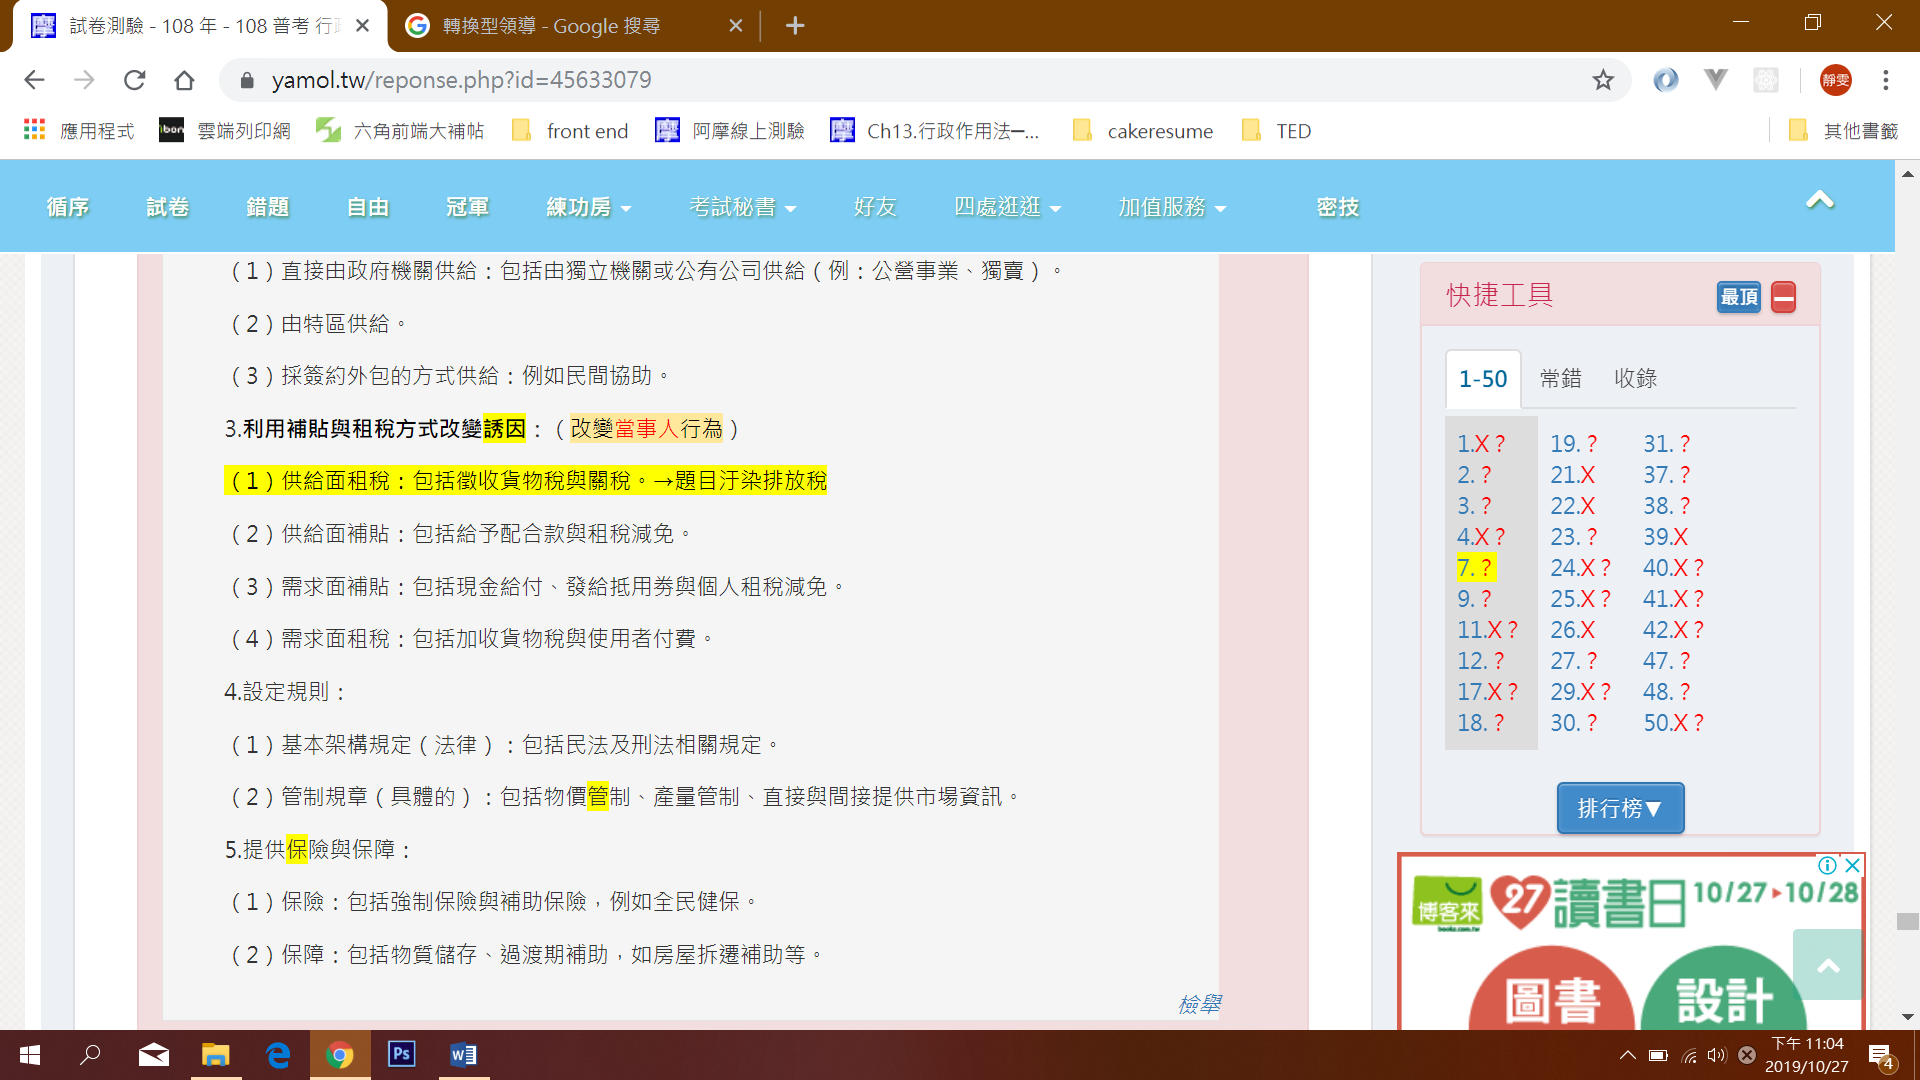 試卷測驗 - 108 年 - 108 普考 行政
轉換型領導 - Google 搜尋
yamol.tw/reponse.php?id=45633079
靜雯
應用程式
ibon
雲端列印網
六角前端大補帖
front end
摩
阿摩線上測驗
摩
Ch13.行政作用法─...
cakeresume
TED
其他書籤
循序
試卷
錯題
自由
冠軍
練功房
考試秘書
好友
四處逛逛
加值服務
密技
（1）直接由政府機關供給：包括由獨立機關或公有公司供給（例：公營事業、獨賣）。
（2）由特區供給。
（3）採簽約外包的方式供給：例如民間協助。
3.利用補貼與租稅方式改變誘因：（改變當事人行為）
（1）供給面租稅：包括徵收貨物稅與關稅。→題目汙染排放稅
（2）供給面補貼：包括給予配合款與租稅減免。
（3）需求面補貼：包括現金給付、發給抵用券與個人租稅減免。
（4）需求面租稅：包括加收貨物稅與使用者付費。
4.設定規則：
（1）基本架構規定（法律）：包括民法及刑法相關規定。
（2）管制規章（具體的）：包括物價管制、產量管制、直接與間接提供市場資訊。
5.提供保險與保障：
（1）保險：包括強制保險與補助保險，例如全民健保。
（2）保障：包括物質儲存、過渡期補助，如房屋拆遷補助等。
檢舉
快捷工具
最頂
1-50
常錯
收錄
1.X ? 19. ? 31. ?
2. ? 21.X 37. ?
3. ? 22.X 38. ?
4.X ? 23. ? 39.X
7. ? 24.X ? 40.X ?
9. ? 25.X ? 41.X ?
11.X ? 26.X 42.X ?
12. ? 27. ? 47. ?
17.X ? 29.X ? 48. ?
18. ? 30. ? 50.X ?
排行榜▼
博客來
books.com.tw
27
讀書日
10/27▸10/28
圖書
設計
Ps
下午 11:04
2019/10/27
4